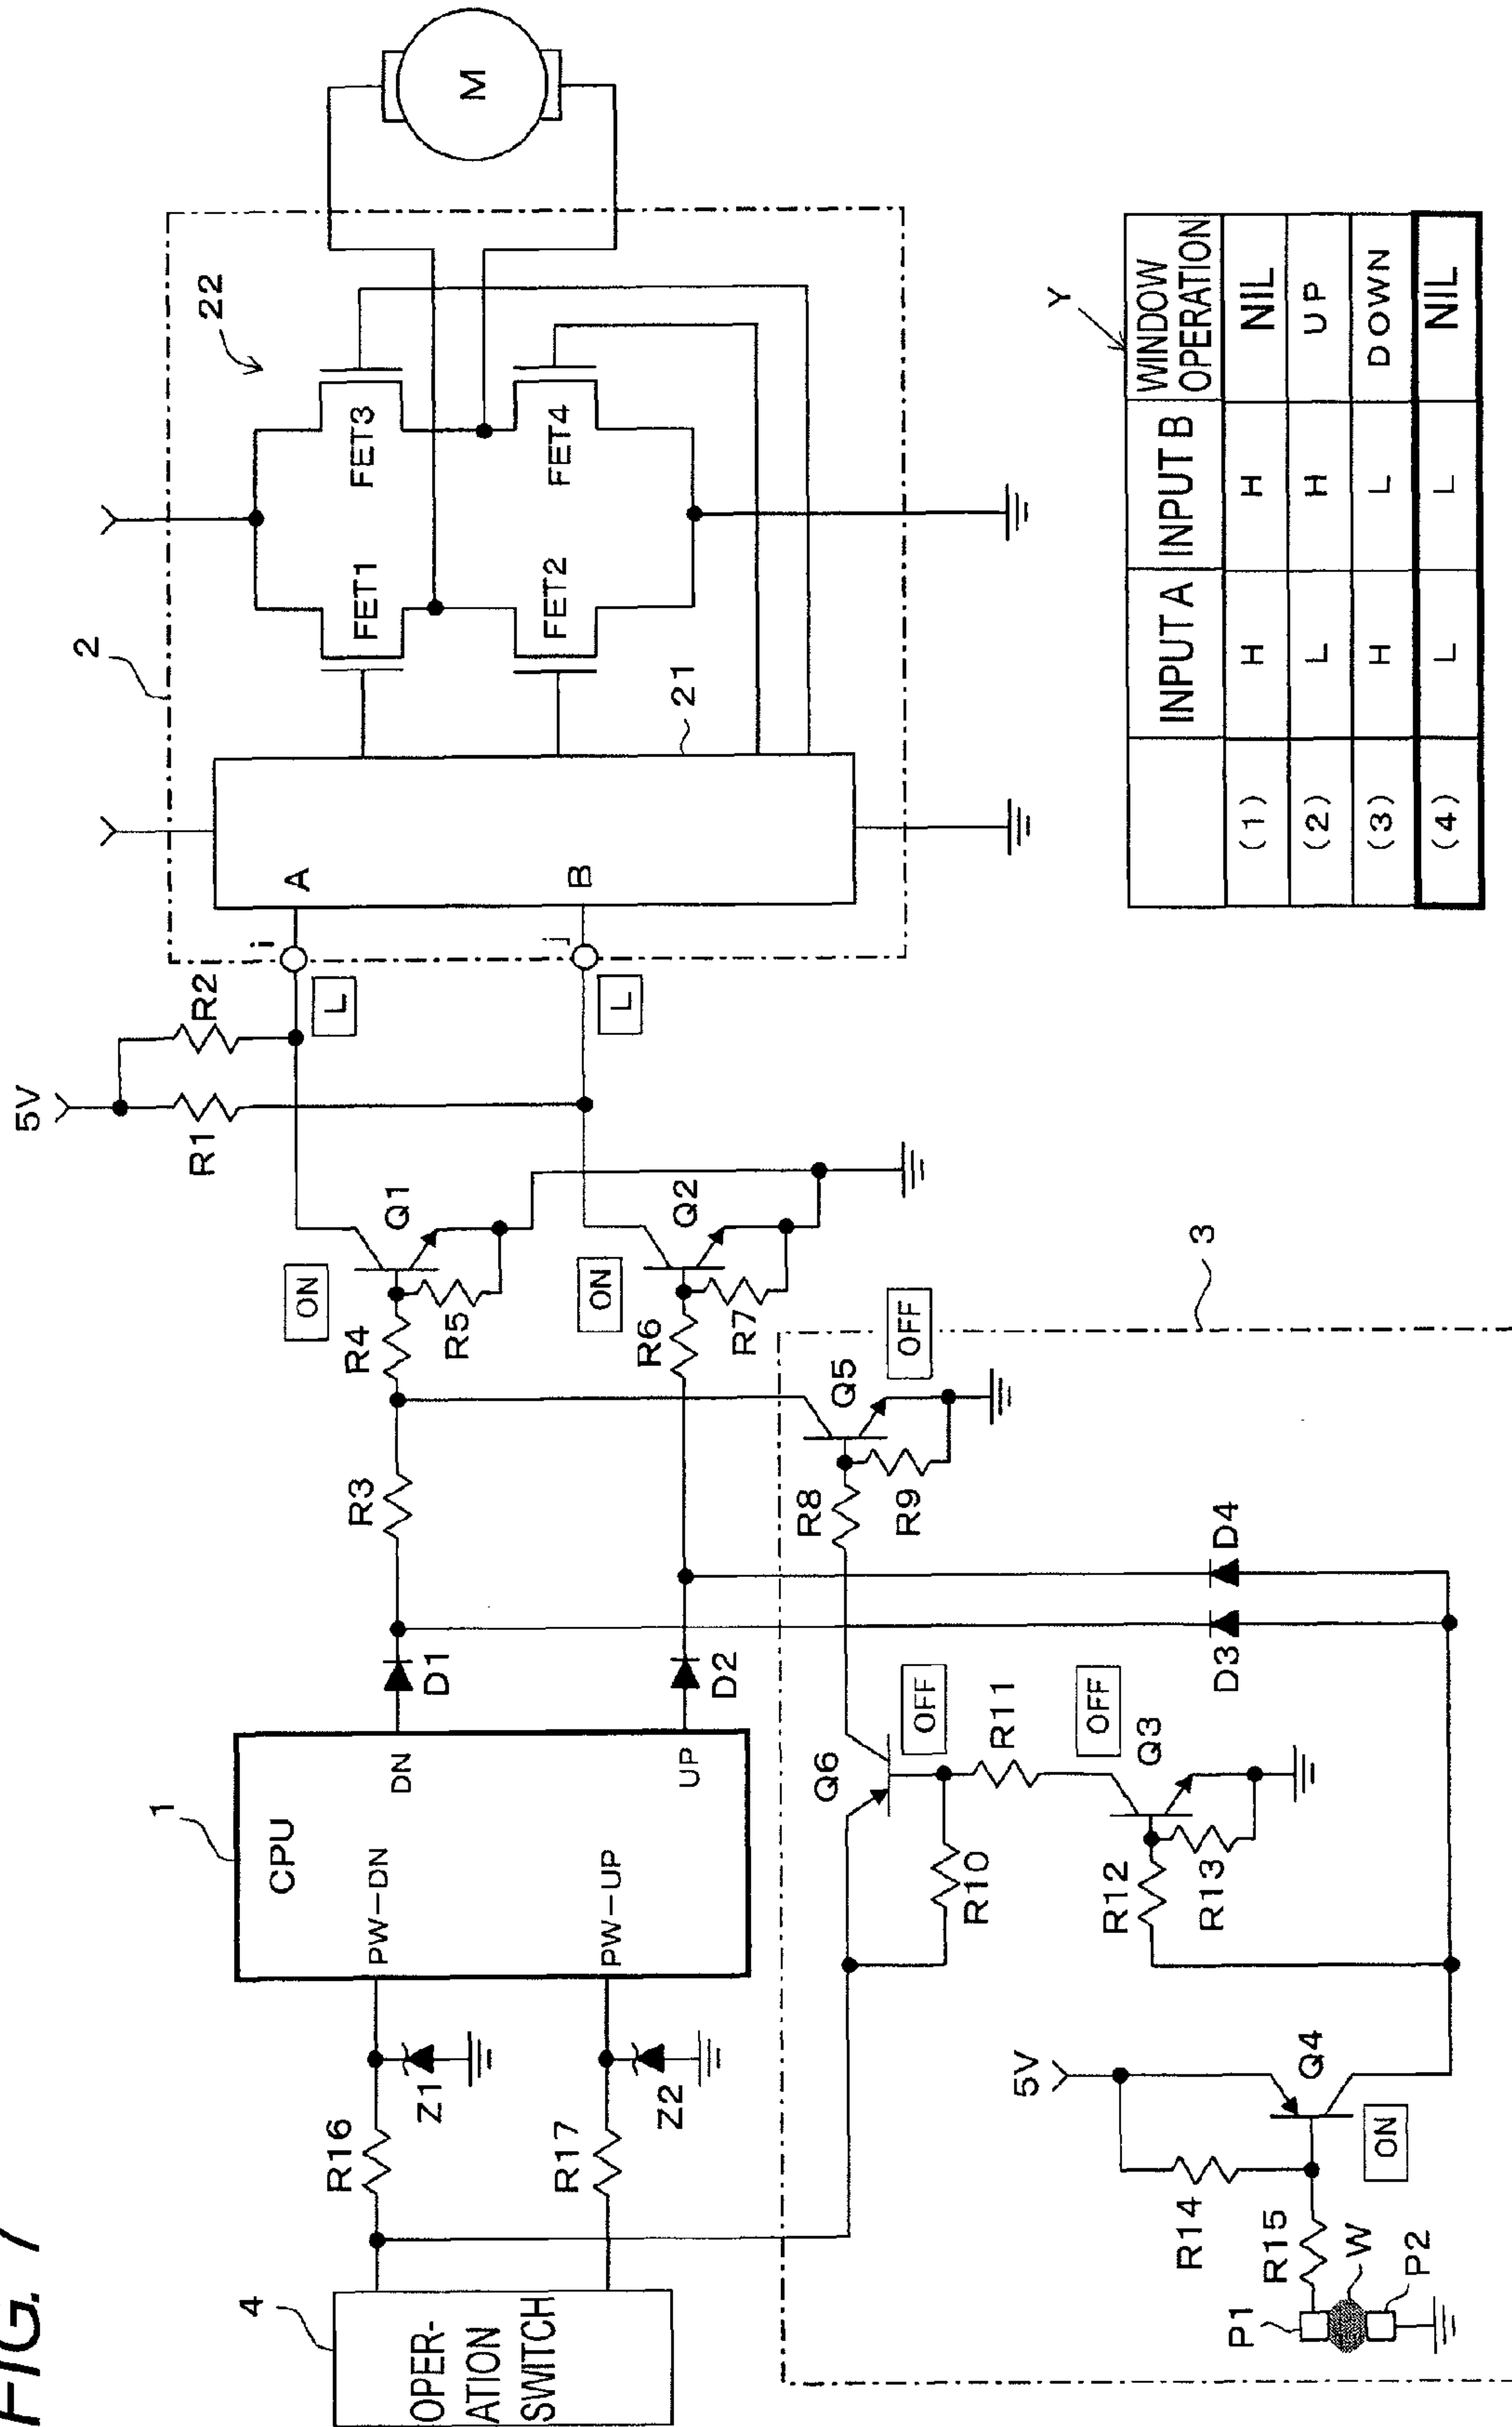 FIG. 7
4
OPER-
ATION
SWITCH
R16
R17
Z1
Z2
1
CPU
PW-DN
PW-UP
DN
UP
D1
D2
R3
R4
R5
R6
R7
ON
Q1
ON
Q2
5V
R1
R2
L
L
i
j
2
A
B
21
22
FET1
FET2
FET3
FET4
M
3
P1
W
P2
R15
R14
5V
Q4
ON
R12
R13
Q3
OFF
R10
R11
Q6
OFF
D3
D4
R8
R9
Q5
OFF
Y
INPUT A INPUT B WINDOW
OPERATION
(1) H H NIL
(2) L H UP
(3) H L DOWN
(4) L L NIL